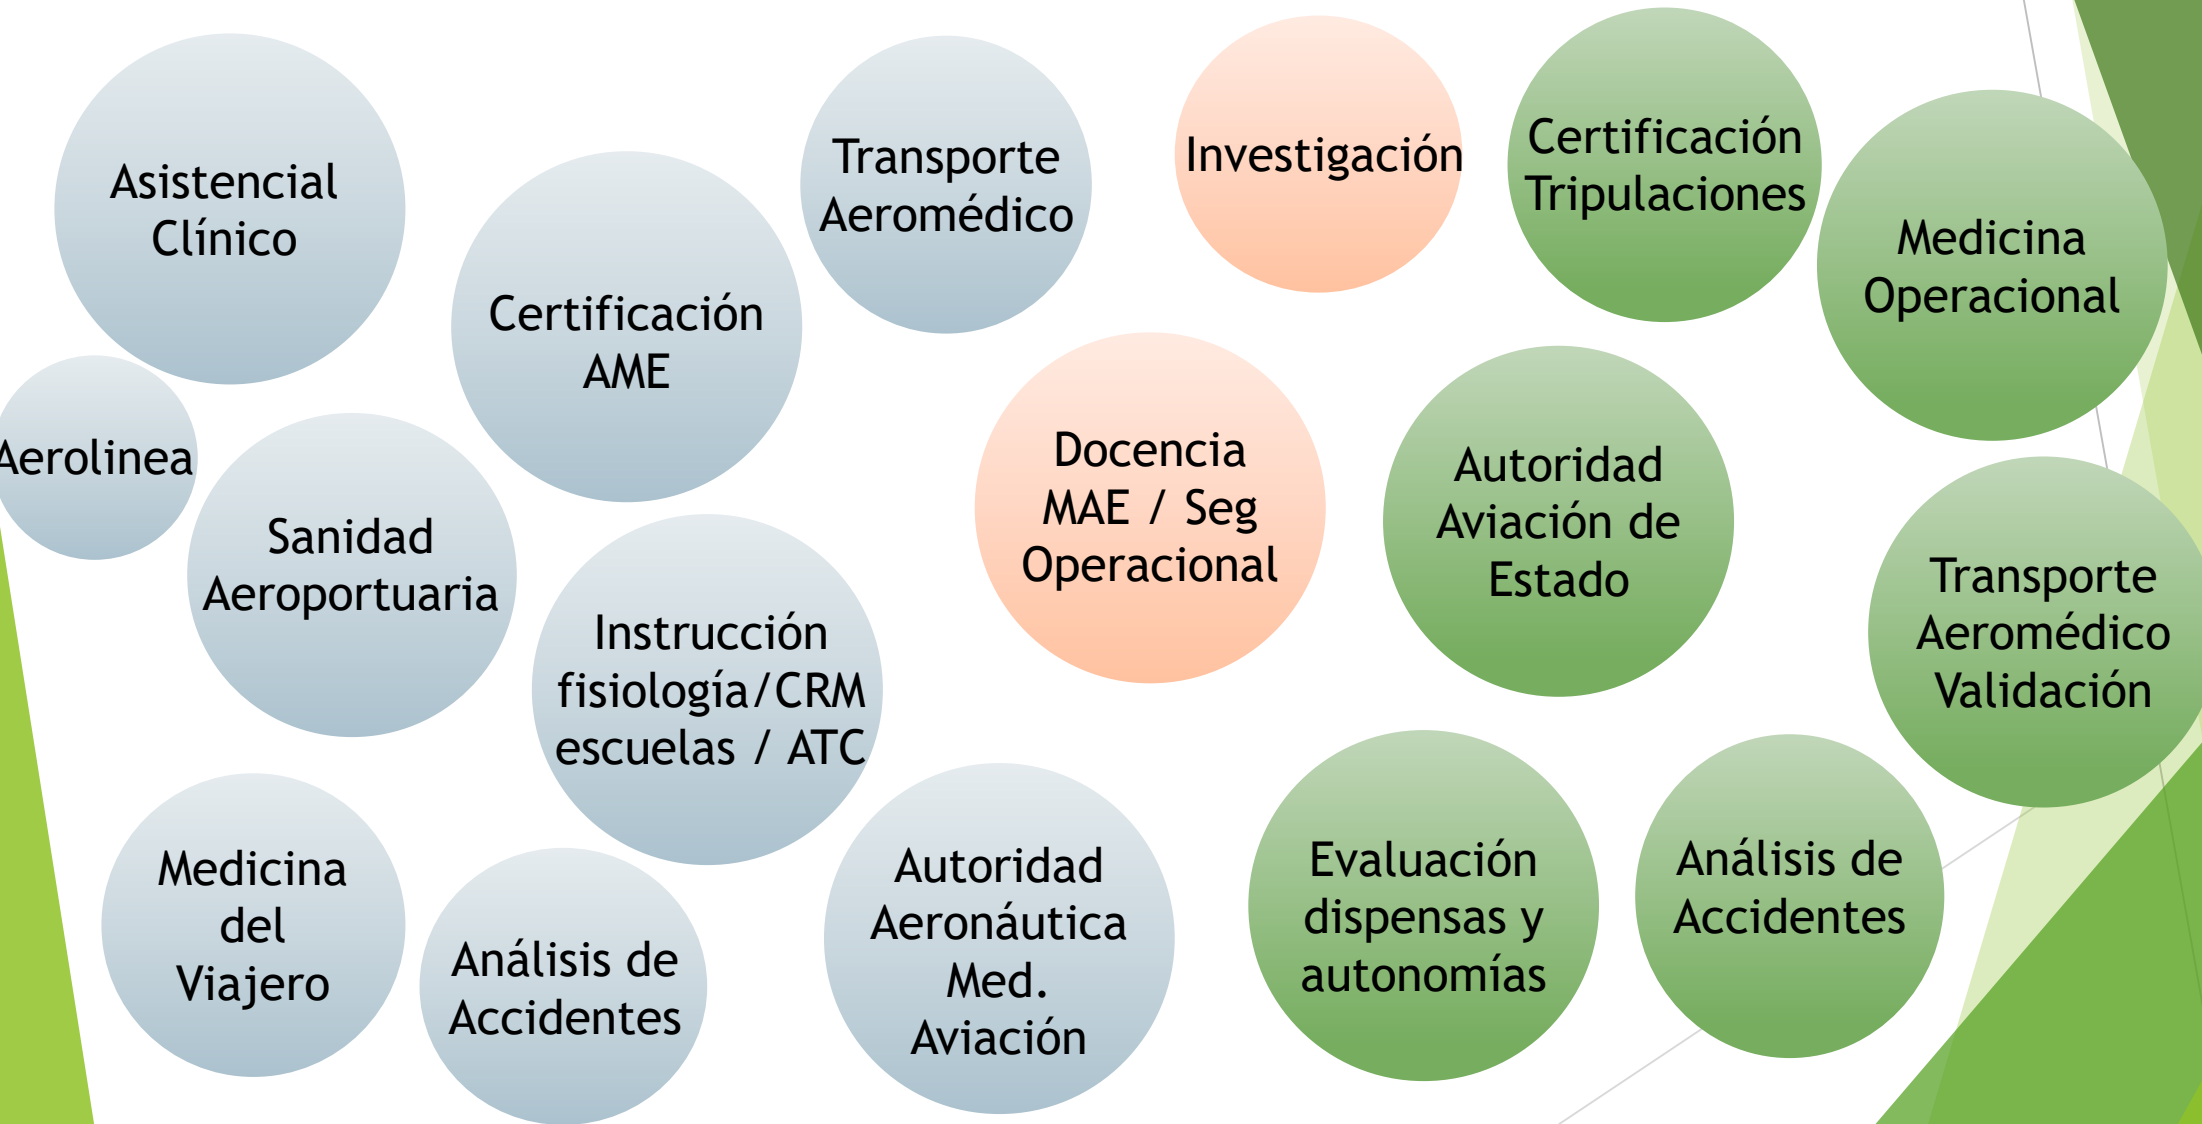 Asistencial
Clínico
Certificación
AME
Transporte
Aeromédico
Investigación
Certificación
Tripulaciones
Medicina
Operacional
Aerolinea
Sanidad
Aeroportuaria
Instrucción
fisiología/CRM
escuelas / ATC
Docencia
MAE / Seg
Operacional
Autoridad
Aviación de
Estado
Transporte
Aeromédico
Validación
Medicina
del
Viajero
Análisis de
Accidentes
Autoridad
Aeronáutica
Med.
Aviación
Evaluación
dispensas y
autonomías
Análisis de
Accidentes